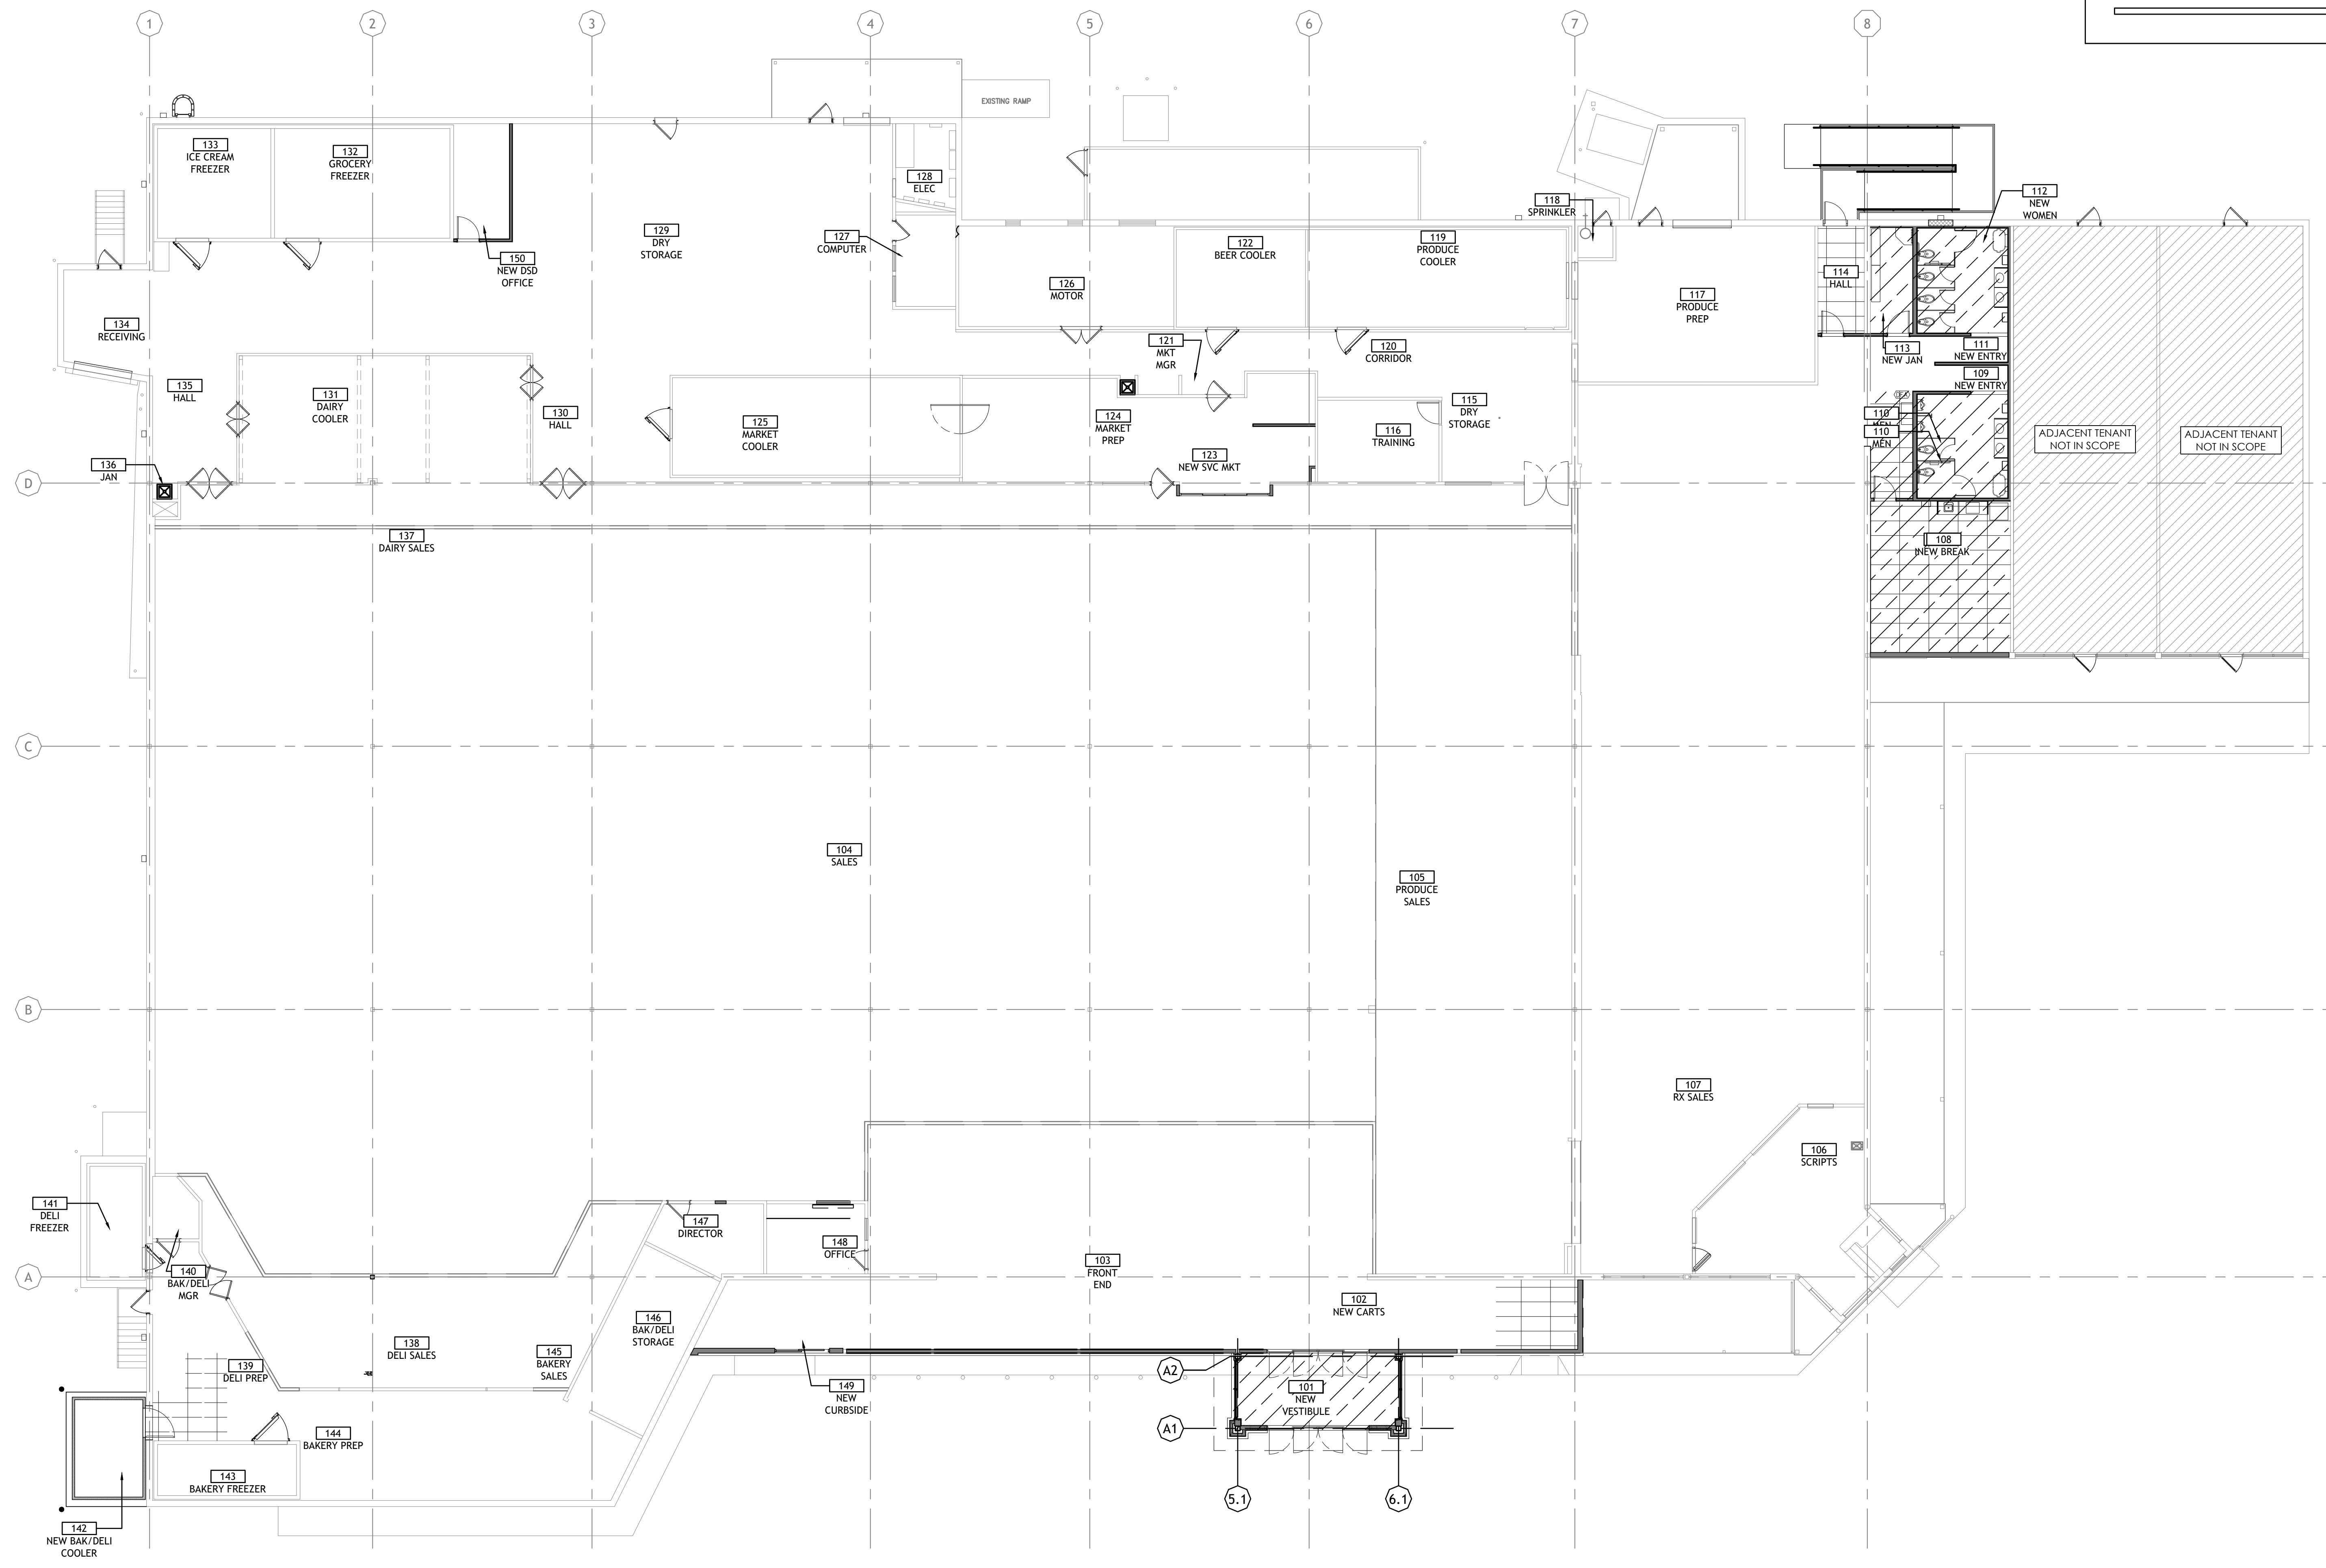 1
2
3
4
5
6
7
8
EXISTING RAMP
133
ICE CREAM
FREEZER
132
GROCERY
FREEZER
128
ELEC
118
SPRINKLER
112
NEW
WOMEN
129
DRY
STORAGE
127
COMPUTER
122
BEER COOLER
119
PRODUCE
COOLER
150
NEW DSD
OFFICE
126
MOTOR
117
PRODUCE
PREP
114
HALL
134
RECEIVING
121
MKT
MGR
120
CORRIDOR
113
NEW JAN
111
NEW ENTRY
109
NEW ENTRY
135
HALL
131
DAIRY
COOLER
130
HALL
125
MARKET
COOLER
124
MARKET
PREP
116
TRAINING
115
DRY
STORAGE
110
MEN
110
MEN
ADJACENT TENANT
NOT IN SCOPE
ADJACENT TENANT
NOT IN SCOPE
136
JAN
123
NEW SVC MKT
D
137
DAIRY SALES
108
NEW BREAK
C
104
SALES
105
PRODUCE
SALES
B
107
RX SALES
106
SCRIPTS
141
DELI
FREEZER
147
DIRECTOR
148
OFFICE
103
FRONT
END
A
140
BAK/DELI
MGR
102
NEW CARTS
146
BAK/DELI
STORAGE
138
DELI SALES
145
BAKERY
SALES
139
DELI PREP
A2
149
NEW
CURBSIDE
101
NEW
VESTIBULE
A1
144
BAKERY PREP
143
BAKERY FREEZER
5.1
6.1
142
NEW BAK/DELI
COOLER